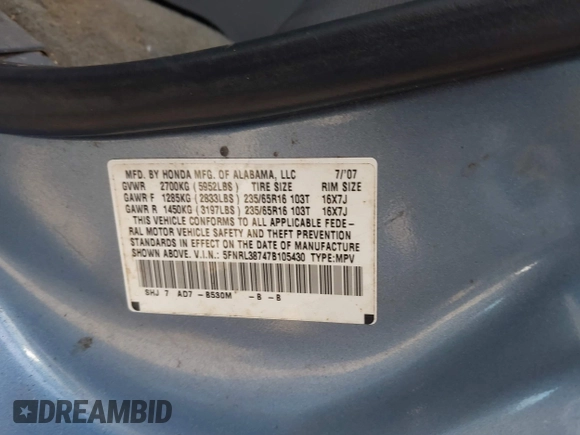 MFD. BY HONDA MFG. OF ALABAMA, LLC 7/'07
GVWR 2700KG (5952LBS) TIRE SIZE RIM SIZE
GAWR F 1285KG (2833LBS) 235/65R16 103T 16X7J
GAWR R 1450KG (3197LBS) 235/65R16 103T 16X7J
THIS VEHICLE CONFORMS TO ALL APPLICABLE FEDE-
RAL MOTOR VEHICLE SAFETY AND THEFT PREVENTION
STANDARDS IN EFFECT ON THE DATE OF MANUFACTURE
SHOWN ABOVE. V.I.N.: 5FNRL38747B105430 TYPE:MPV
SHJ 7 AD7 -B530M -B -B
DREAMBID